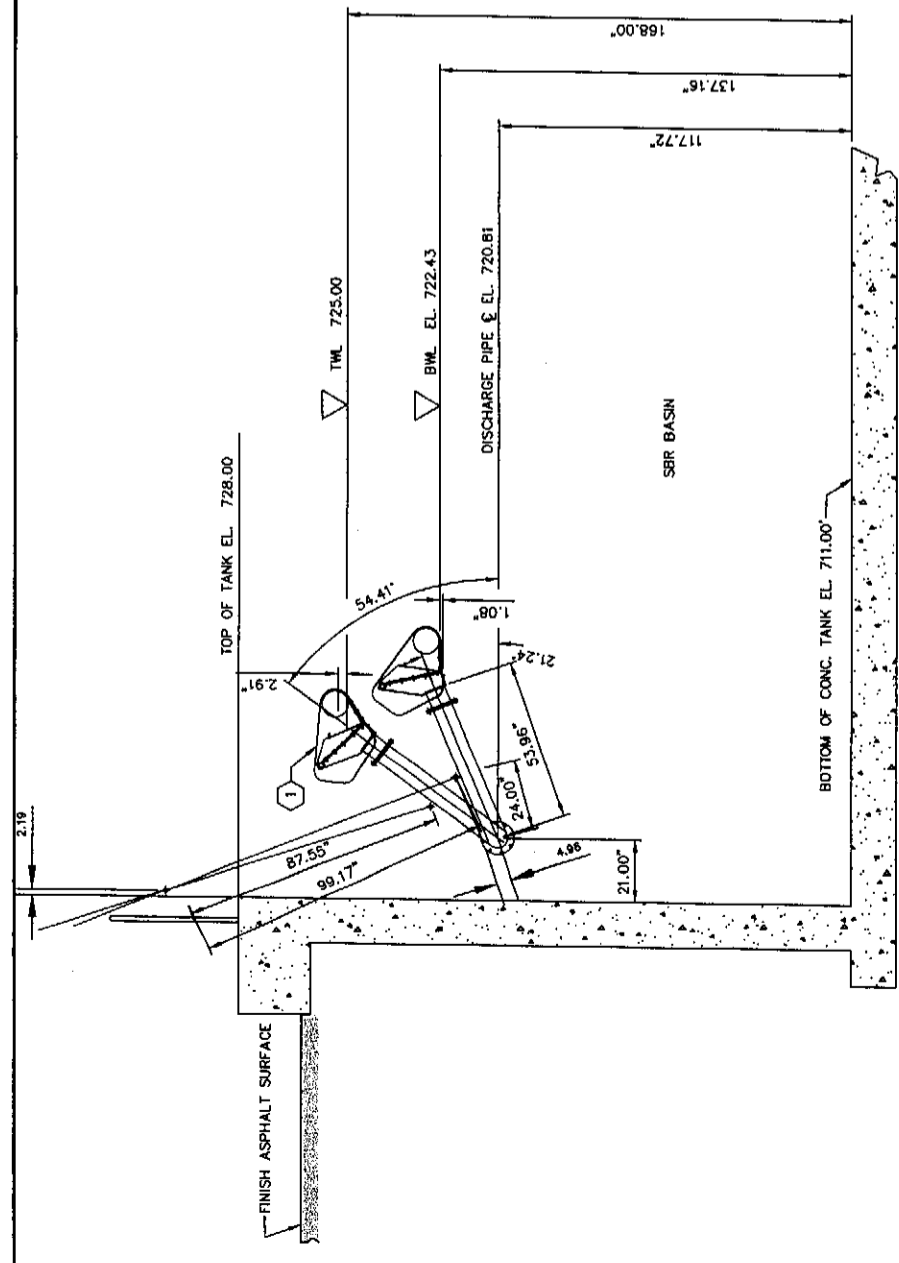 2.19
FINISH ASPHALT SURFACE
TOP OF TANK EL. 728.00
TWL 725.00
BWL EL. 722.43
DISCHARGE PIPE ℄ EL. 720.81
168.00"
137.16"
117.72"
54.41°
2.91"
1
1.08"
21.24°
87.55"
99.17"
53.96"
24.00"
4.96
21.00"
SBR BASIN
BOTTOM OF CONC. TANK EL. 711.00'